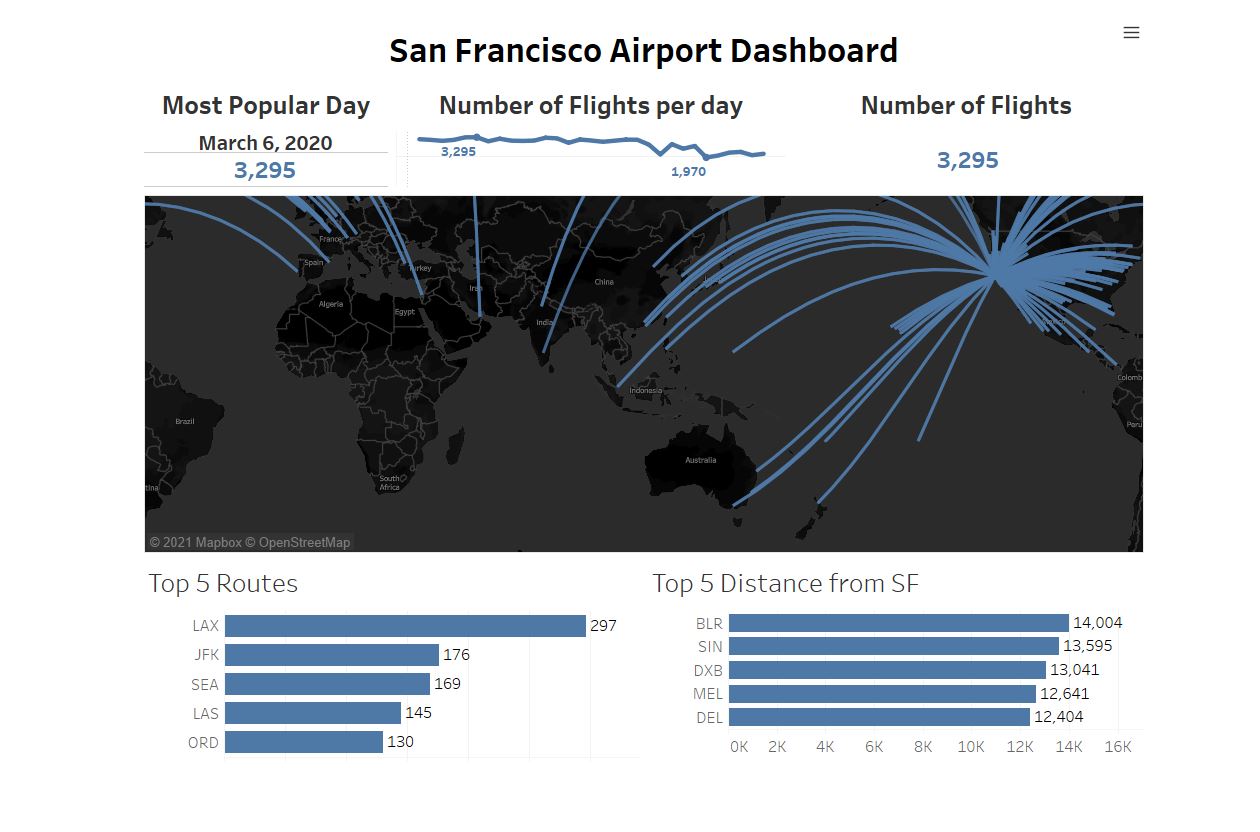 San Francisco Airport Dashboard
Most Popular Day
Number of Flights per day
Number of Flights
March 6, 2020
3,295
3,295
1,970
3,295
France
Spain
Turkey
Iran
China
Algeria
Egypt
India
Indonesia
Colomb
Brazil
Peru
Australia
South
Africa
tina
© 2021 Mapbox © OpenStreetMap
Top 5 Routes
LAX 297
JFK 176
SEA 169
LAS 145
ORD 130
Top 5 Distance from SF
BLR 14,004
SIN 13,595
DXB 13,041
MEL 12,641
DEL 12,404
0K 2K 4K 6K 8K 10K 12K 14K 16K